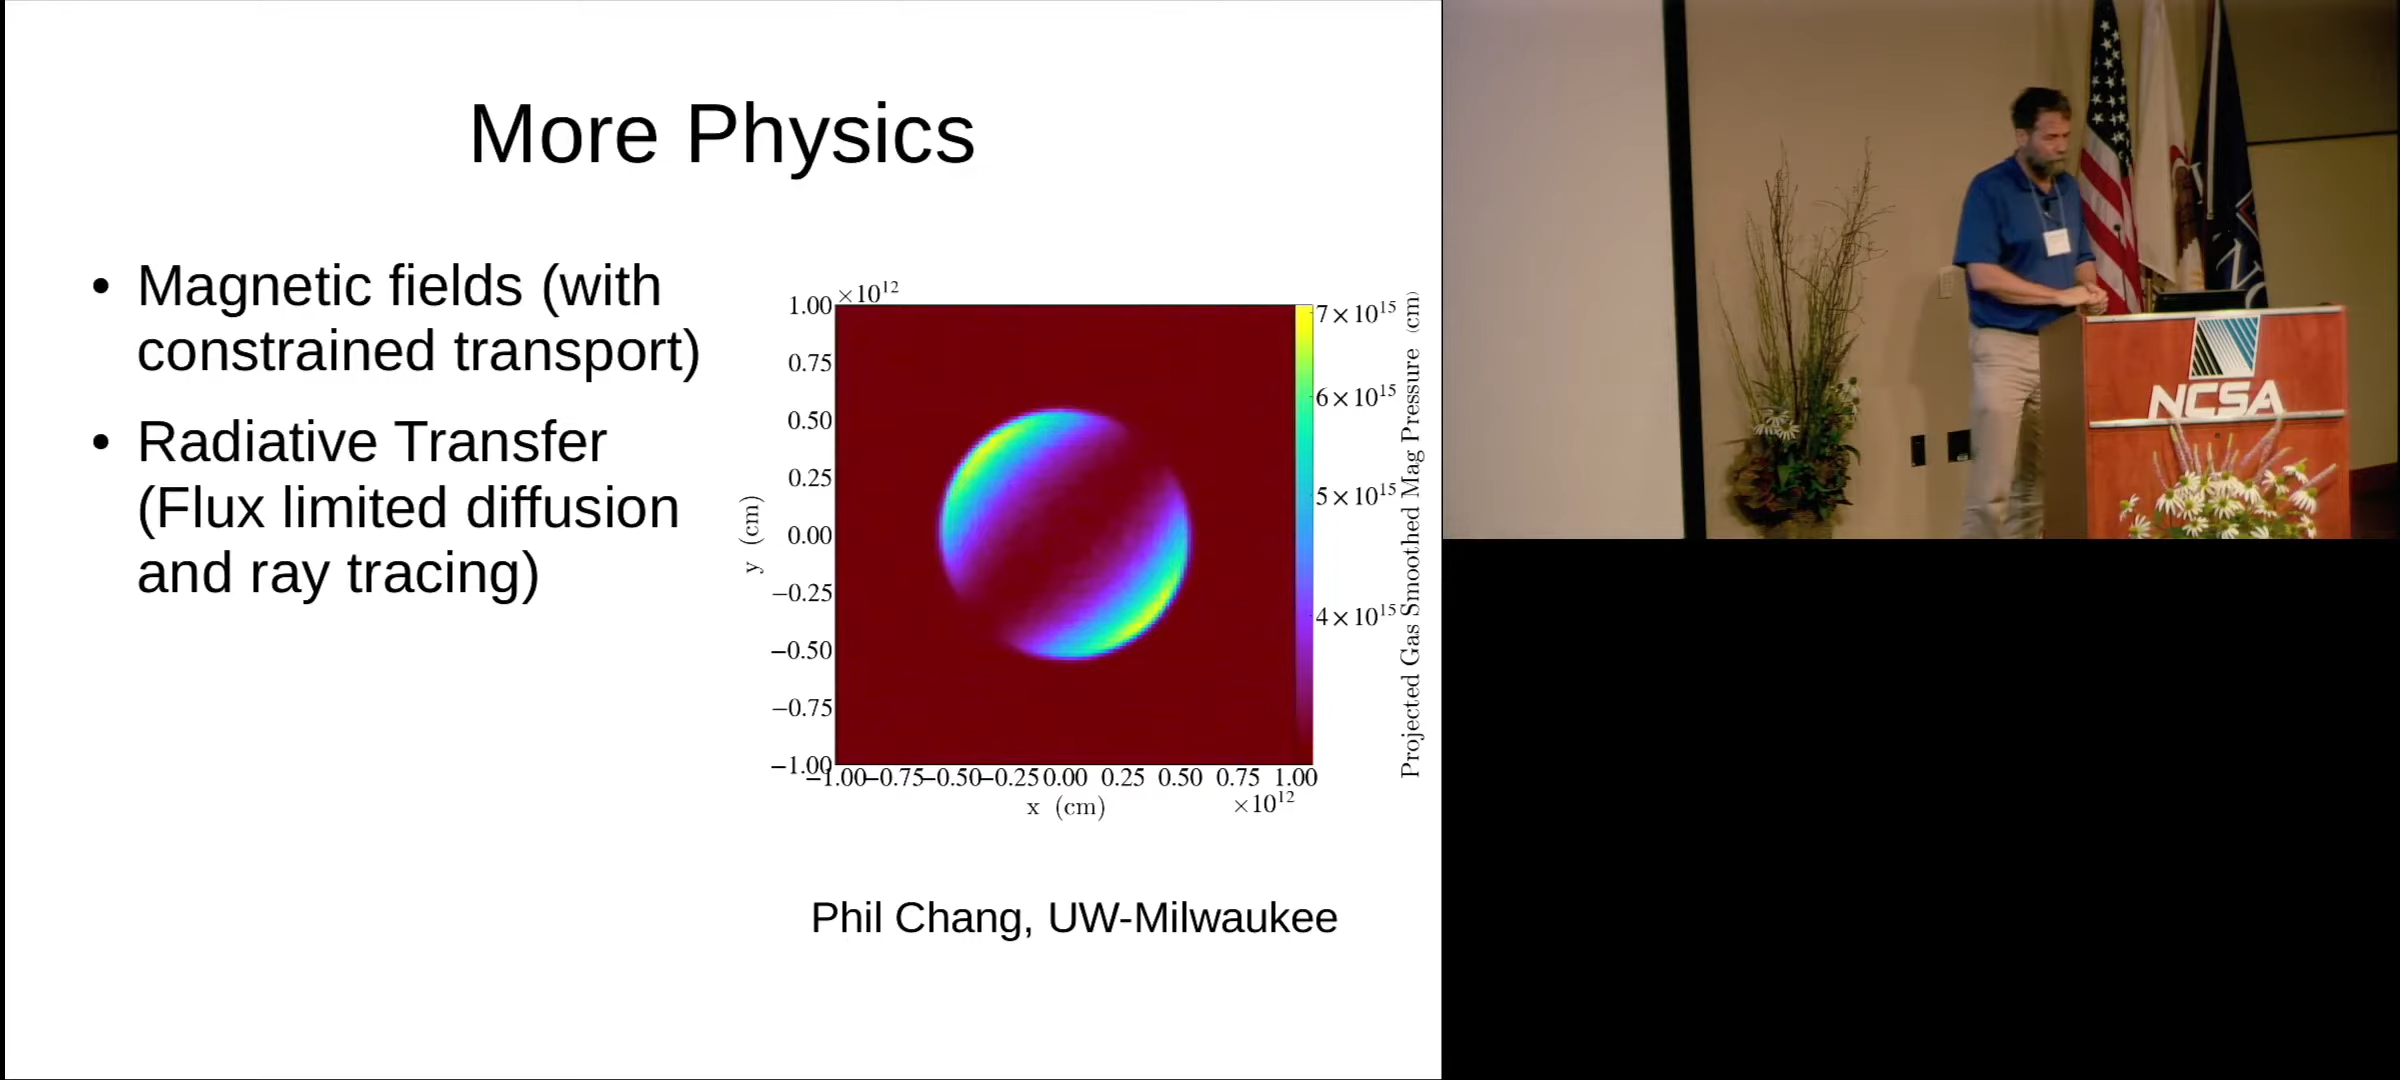 More Physics
• Magnetic fields (with
constrained transport)
• Radiative Transfer
(Flux limited diffusion
and ray tracing)
×10¹²
1.00
0.75
0.50
0.25
0.00
−0.25
−0.50
−0.75
−1.00
y (cm)
−1.00 −0.75 −0.50 −0.25 0.00 0.25 0.50 0.75 1.00
x (cm)
×10¹²
7×10¹⁵
6×10¹⁵
5×10¹⁵
4×10¹⁵
Projected Gas Smoothed Mag Pressure (cm)
Phil Chang, UW-Milwaukee
NCSA